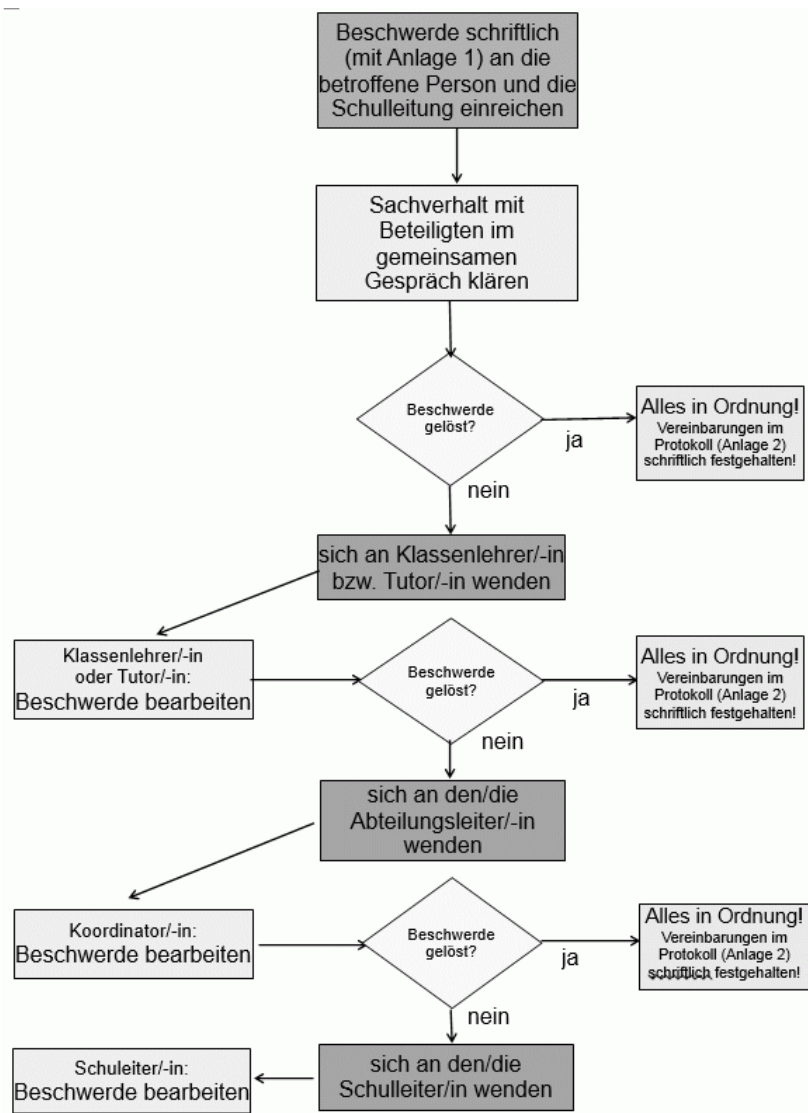 Beschwerde schriftlich
(mit Anlage 1) an die
betroffene Person und die
Schulleitung einreichen
Sachverhalt mit
Beteiligten im
gemeinsamen
Gespräch klären
Beschwerde
gelöst?
ja
Alles in Ordnung!
Vereinbarungen im
Protokoll (Anlage 2)
schriftlich festgehalten!
nein
sich an Klassenlehrer/-in
bzw. Tutor/-in wenden
Klassenlehrer/-in
oder Tutor/-in:
Beschwerde bearbeiten
Beschwerde
gelöst?
ja
Alles in Ordnung!
Vereinbarungen im
Protokoll (Anlage 2)
schriftlich festgehalten!
nein
sich an den/die
Abteilungsleiter/-in
wenden
Koordinator/-in:
Beschwerde bearbeiten
Beschwerde
gelöst?
ja
Alles in Ordnung!
Vereinbarungen im
Protokoll (Anlage 2)
schriftlich festgehalten!
nein
sich an den/die
Schulleiter/in wenden
Schuleiter/-in:
Beschwerde bearbeiten